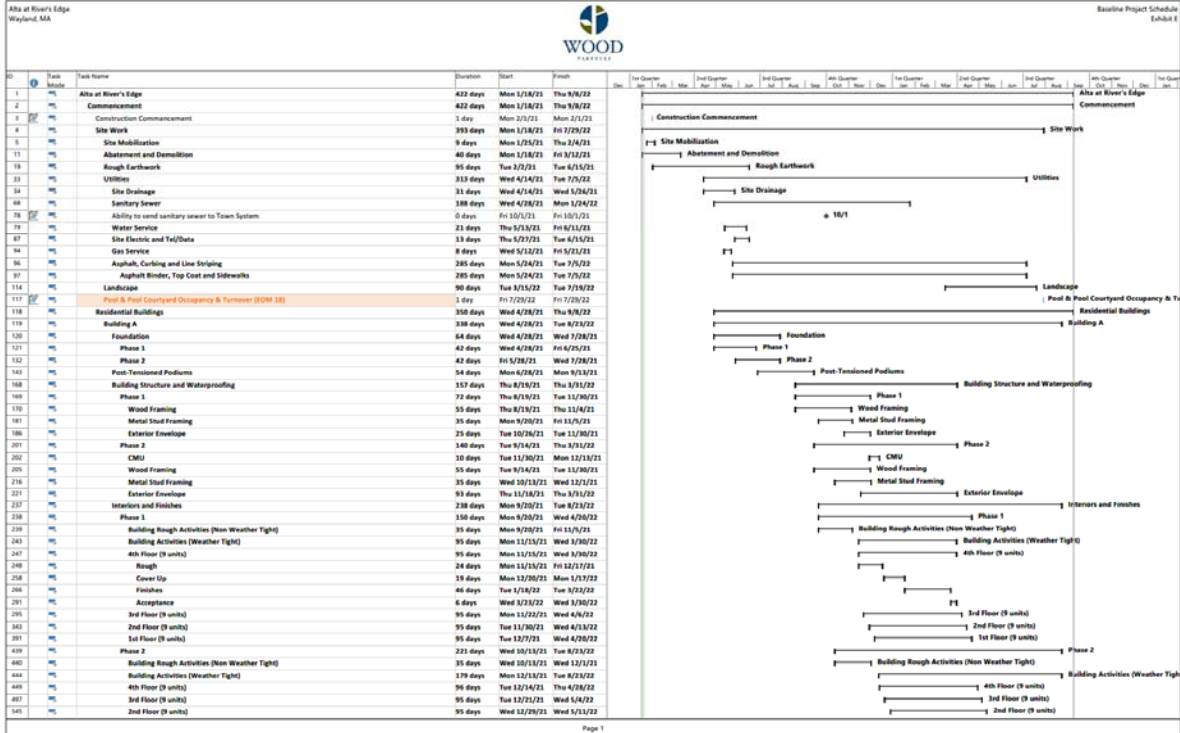 Alta at River's Edge
Wayland, MA
Baseline Project Schedule
Exhibit E
WOOD
PARTNERS
ID Task Mode Task Name Duration Start Finish
1st Quarter 2nd Quarter 3rd Quarter 4th Quarter 1st Quarter 2nd Quarter 3rd Quarter 4th Quarter 1st Quar
Dec Jan Feb Mar Apr May Jun Jul Aug Sep Oct Nov Dec Jan Feb Mar Apr May Jun Jul Aug Sep Oct Nov Dec Jan
1 Alta at River's Edge 422 days Mon 1/18/21 Thu 9/8/22 Alta at River's Edge
2 Commencement 422 days Mon 1/18/21 Thu 9/8/22 Commencement
3 Construction Commencement 1 day Mon 2/1/21 Mon 2/1/21 Construction Commencement
4 Site Work 393 days Mon 1/18/21 Fri 7/29/22 Site Work
5 Site Mobilization 9 days Mon 1/25/21 Thu 2/4/21 Site Mobilization
11 Abatement and Demolition 40 days Mon 1/18/21 Fri 3/12/21 Abatement and Demolition
19 Rough Earthwork 95 days Tue 2/2/21 Tue 6/15/21 Rough Earthwork
33 Utilities 313 days Wed 4/14/21 Tue 7/5/22 Utilities
34 Site Drainage 31 days Wed 4/14/21 Wed 5/26/21 Site Drainage
68 Sanitary Sewer 188 days Wed 4/28/21 Mon 1/24/22
78 Ability to send sanitary sewer to Town System 0 days Fri 10/1/21 Fri 10/1/21 10/1
79 Water Service 21 days Thu 5/13/21 Fri 6/11/21
87 Site Electric and Tel/Data 13 days Thu 5/27/21 Tue 6/15/21
94 Gas Service 8 days Wed 5/12/21 Fri 5/21/21
96 Asphalt, Curbing and Line Striping 285 days Mon 5/24/21 Tue 7/5/22
97 Asphalt Binder, Top Coat and Sidewalks 285 days Mon 5/24/21 Tue 7/5/22
114 Landscape 90 days Tue 3/15/22 Tue 7/19/22 Landscape
117 Pool & Pool Courtyard Occupancy & Turnover (EOM 18) 1 day Fri 7/29/22 Fri 7/29/22 Pool & Pool Courtyard Occupancy & Tu
118 Residential Buildings 350 days Wed 4/28/21 Thu 9/8/22 Residential Buildings
119 Building A 338 days Wed 4/28/21 Tue 8/23/22 Building A
120 Foundation 64 days Wed 4/28/21 Wed 7/28/21 Foundation
121 Phase 1 42 days Wed 4/28/21 Fri 6/25/21 Phase 1
132 Phase 2 42 days Fri 5/28/21 Wed 7/28/21 Phase 2
143 Post-Tensioned Podiums 54 days Mon 6/28/21 Mon 9/13/21 Post-Tensioned Podiums
168 Building Structure and Waterproofing 157 days Thu 8/19/21 Thu 3/31/22 Building Structure and Waterproofing
169 Phase 1 72 days Thu 8/19/21 Tue 11/30/21 Phase 1
170 Wood Framing 55 days Thu 8/19/21 Thu 11/4/21 Wood Framing
181 Metal Stud Framing 35 days Mon 9/20/21 Fri 11/5/21 Metal Stud Framing
186 Exterior Envelope 25 days Tue 10/26/21 Tue 11/30/21 Exterior Envelope
201 Phase 2 140 days Tue 9/14/21 Thu 3/31/22 Phase 2
202 CMU 10 days Tue 11/30/21 Mon 12/13/21 CMU
205 Wood Framing 55 days Tue 9/14/21 Tue 11/30/21 Wood Framing
216 Metal Stud Framing 35 days Wed 10/13/21 Wed 12/1/21 Metal Stud Framing
221 Exterior Envelope 93 days Thu 11/18/21 Thu 3/31/22 Exterior Envelope
237 Interiors and Finishes 238 days Mon 9/20/21 Tue 8/23/22 Interiors and Finishes
238 Phase 1 150 days Mon 9/20/21 Wed 4/20/22 Phase 1
239 Building Rough Activities (Non Weather Tight) 35 days Mon 9/20/21 Fri 11/5/21 Building Rough Activities (Non Weather Tight)
243 Building Activities (Weather Tight) 95 days Mon 11/15/21 Wed 3/30/22 Building Activities (Weather Tight)
247 4th Floor (9 units) 95 days Mon 11/15/21 Wed 3/30/22 4th Floor (9 units)
248 Rough 24 days Mon 11/15/21 Fri 12/17/21
258 Cover Up 19 days Mon 12/20/21 Mon 1/17/22
266 Finishes 46 days Tue 1/18/22 Tue 3/22/22
291 Acceptance 6 days Wed 3/23/22 Wed 3/30/22
295 3rd Floor (9 units) 95 days Mon 11/22/21 Wed 4/6/22 3rd Floor (9 units)
343 2nd Floor (9 units) 95 days Tue 11/30/21 Wed 4/13/22 2nd Floor (9 units)
391 1st Floor (9 units) 95 days Tue 12/7/21 Wed 4/20/22 1st Floor (9 units)
439 Phase 2 221 days Wed 10/13/21 Tue 8/23/22 Phase 2
440 Building Rough Activities (Non Weather Tight) 35 days Wed 10/13/21 Wed 12/1/21 Building Rough Activities (Non Weather Tight)
444 Building Activities (Weather Tight) 179 days Mon 12/13/21 Tue 8/23/22 Building Activities (Weather Tigh
449 4th Floor (9 units) 96 days Tue 12/14/21 Thu 4/28/22 4th Floor (9 units)
497 3rd Floor (9 units) 95 days Tue 12/21/21 Wed 5/4/22 3rd Floor (9 units)
545 2nd Floor (9 units) 95 days Wed 12/29/21 Wed 5/11/22 2nd Floor (9 units)
Page 1